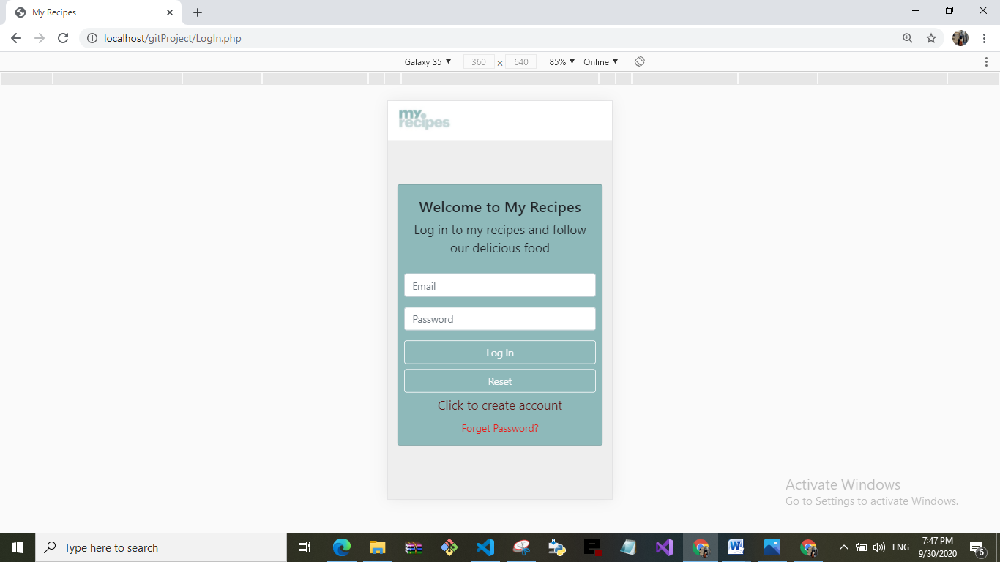 My Recipes
localhost/gitProject/LogIn.php
Galaxy S5 ▼ 360 × 640 85% ▼ Online ▼
my.
recipes
Welcome to My Recipes
Log in to my recipes and follow
our delicious food
Email
Password
Log In
Reset
Click to create account
Forget Password?
Activate Windows
Go to Settings to activate Windows.
Type here to search
ENG
7:47 PM
9/30/2020
6